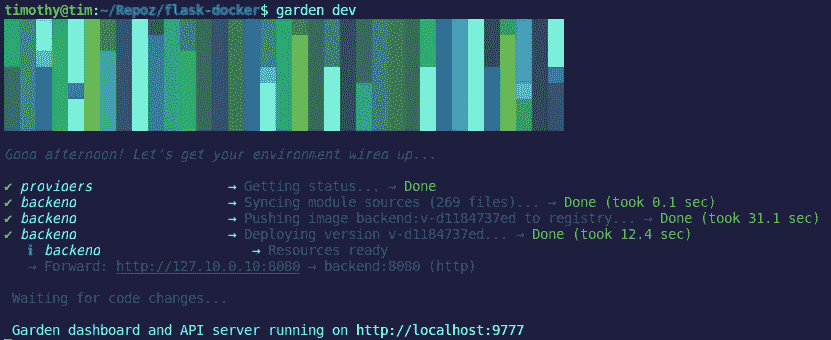 timothy@tim:~/Repoz/flask-docker$ garden dev
Good afternoon! Let's get your environment wired up...
✔ providers → Getting status... → Done
✔ backend → Syncing module sources (269 files)... → Done (took 0.1 sec)
✔ backend → Pushing image backend:v-d1184737ed to registry... → Done (took 31.1 sec)
✔ backend → Deploying version v-d1184737ed... → Done (took 12.4 sec)
ℹ backend → Resources ready
→ Forward: http://127.10.0.10:8080 → backend:8080 (http)
Waiting for code changes...
Garden dashboard and API server running on http://localhost:9777